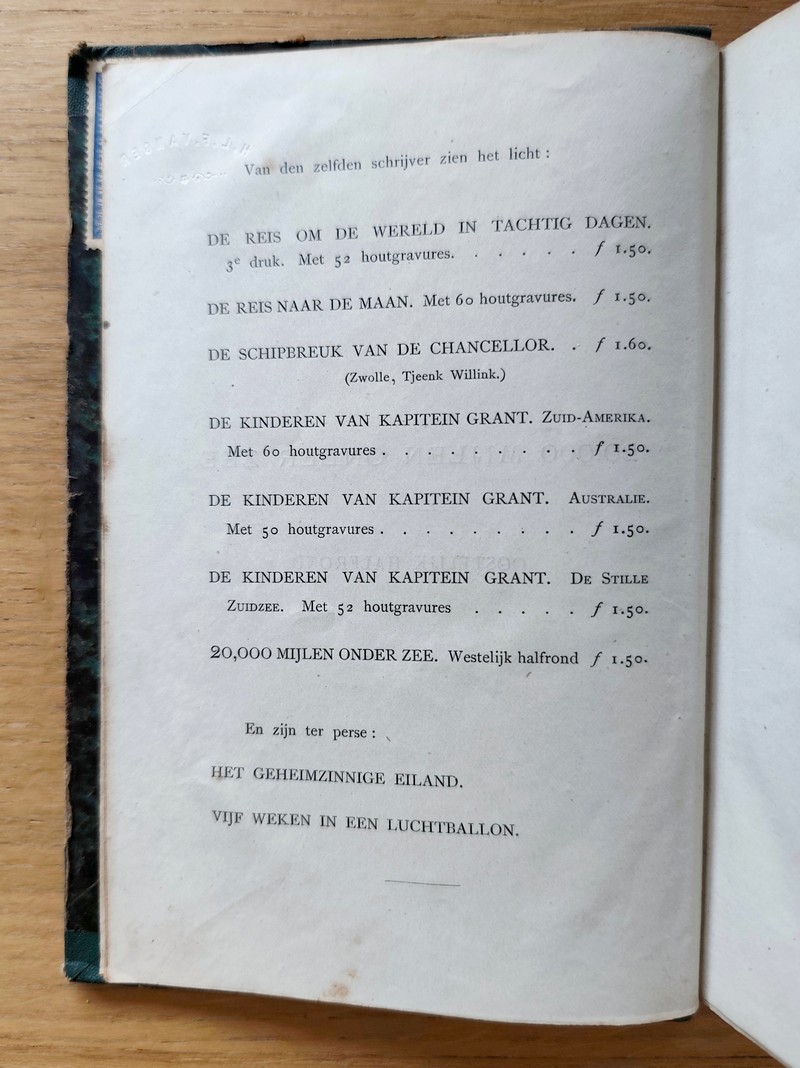 Van den zelfden schrijver zien het licht:
DE REIS OM DE WERELD IN TACHTIG DAGEN.
3e druk. Met 52 houtgravures. . . . . . f 1.50.
DE REIS NAAR DE MAAN. Met 60 houtgravures. f 1.50.
DE SCHIPBREUK VAN DE CHANCELLOR. . f 1.60.
(Zwolle, Tjeenk Willink.)
DE KINDEREN VAN KAPITEIN GRANT. ZUID-AMERIKA.
Met 60 houtgravures . . . . . . . . . f 1.50.
DE KINDEREN VAN KAPITEIN GRANT. AUSTRALIE.
Met 50 houtgravures . . . . . . . . . f 1.50.
DE KINDEREN VAN KAPITEIN GRANT. DE STILLE
ZUIDZEE. Met 52 houtgravures . . . . . f 1.50.
20,000 MIJLEN ONDER ZEE. Westelijk halfrond f 1.50.
En zijn ter perse:
HET GEHEIMZINNIGE EILAND.
VIJF WEKEN IN EEN LUCHTBALLON.